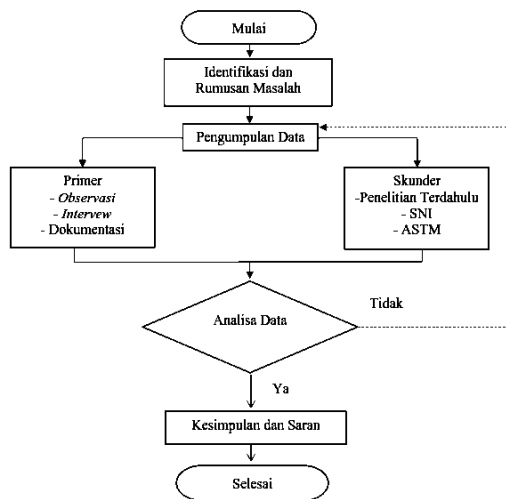 Mulai
Identifikasi dan
Rumusan Masalah
Pengumpulan Data
Primer
- Observasi
- Intervew
- Dokumentasi
Skunder
-Penelitian Terdahulu
- SNI
- ASTM
Analisa Data
Tidak
Ya
Kesimpulan dan Saran
Selesai